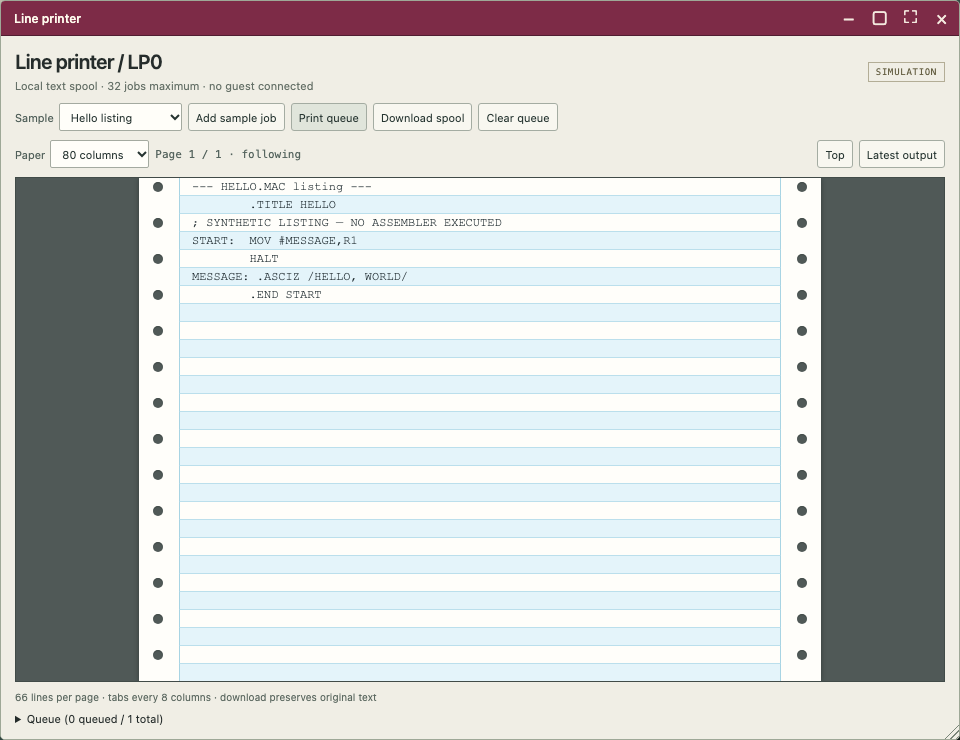 Line printer
Line printer / LP0
Local text spool · 32 jobs maximum · no guest connected
SIMULATION
Sample Hello listing Add sample job Print queue Download spool Clear queue
Paper 80 columns Page 1 / 1 · following Top Latest output
--- HELLO.MAC listing ---
        .TITLE HELLO
; SYNTHETIC LISTING — NO ASSEMBLER EXECUTED
START:  MOV #MESSAGE,R1
        HALT
MESSAGE: .ASCIZ /HELLO, WORLD/
        .END START
66 lines per page · tabs every 8 columns · download preserves original text
Queue (0 queued / 1 total)